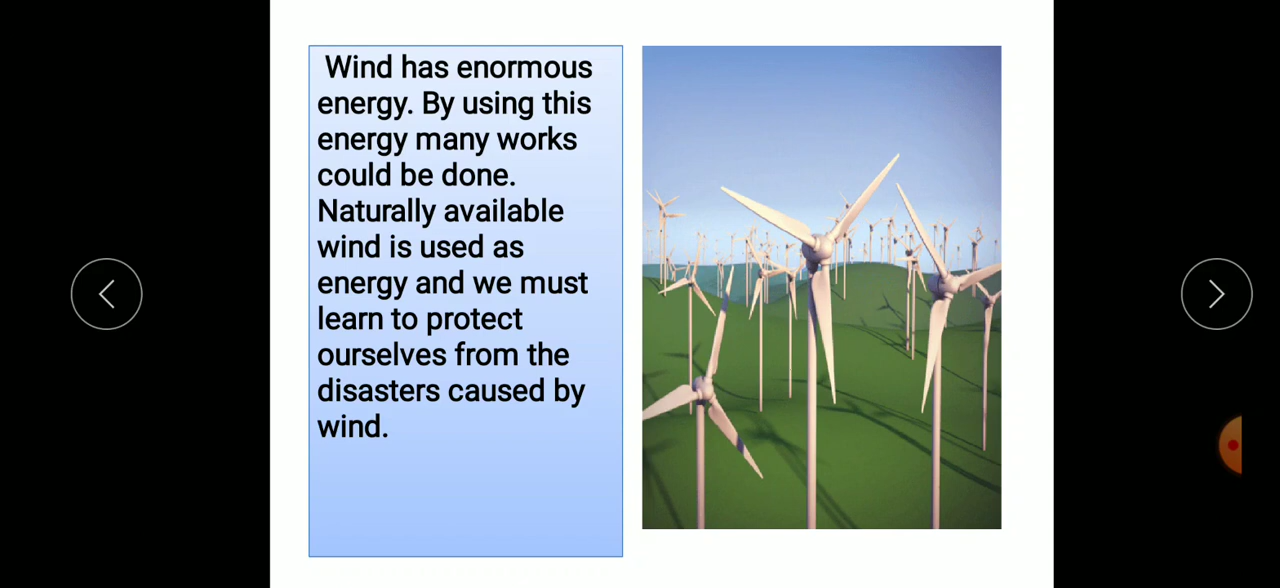 Wind has enormous
energy. By using this
energy many works
could be done.
Naturally available
wind is used as
energy and we must
learn to protect
ourselves from the
disasters caused by
wind.